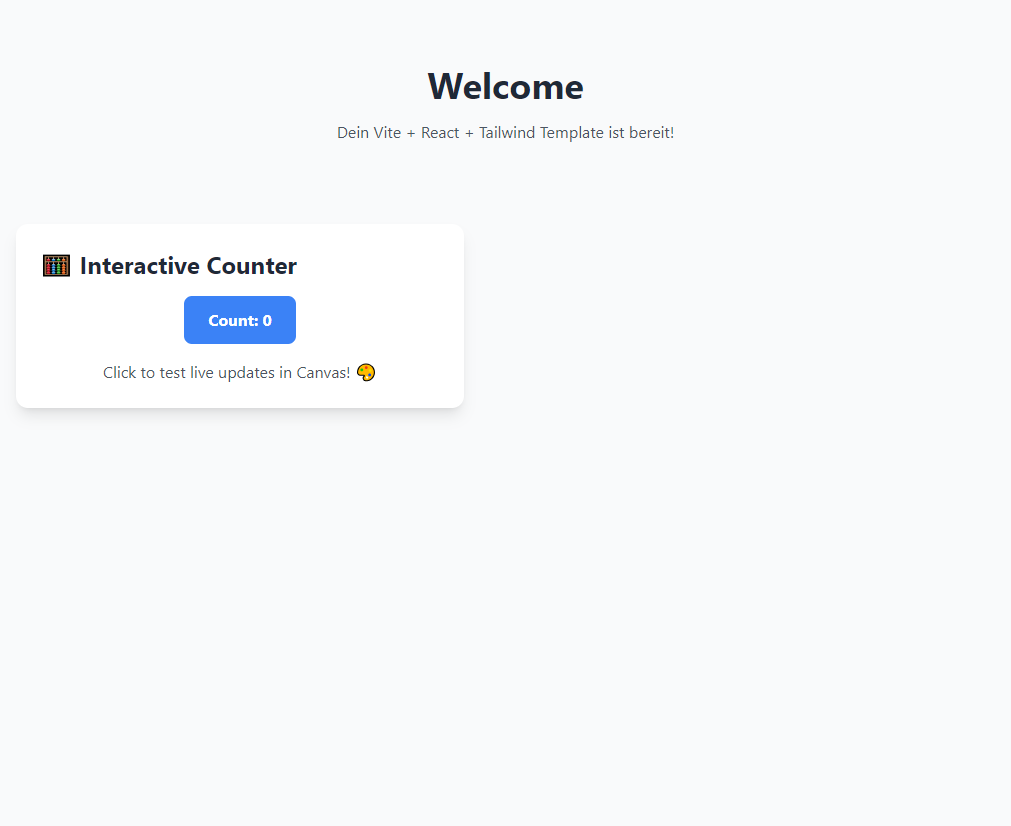 Welcome
Dein Vite + React + Tailwind Template ist bereit!
🧮 Interactive Counter
Count: 0
Click to test live updates in Canvas! 🎨